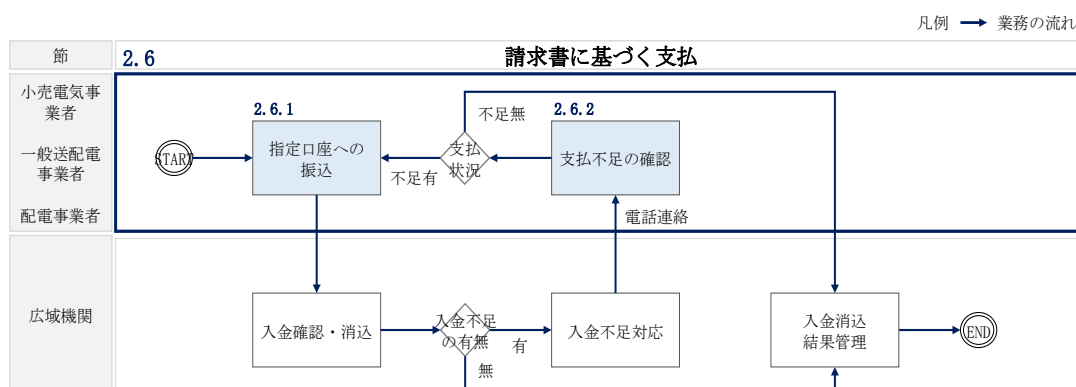 凡例
業務の流れ
節
2.6
請求書に基づく支払
小売電気事
業者
一般送配電
事業者
配電事業者
START
2.6.1
指定口座への
振込
不足有
支払
状況
不足無
2.6.2
支払不足の確認
電話連絡
広域機関
入金確認・消込
入金不足
の有無
有
無
入金不足対応
入金消込
結果管理
END